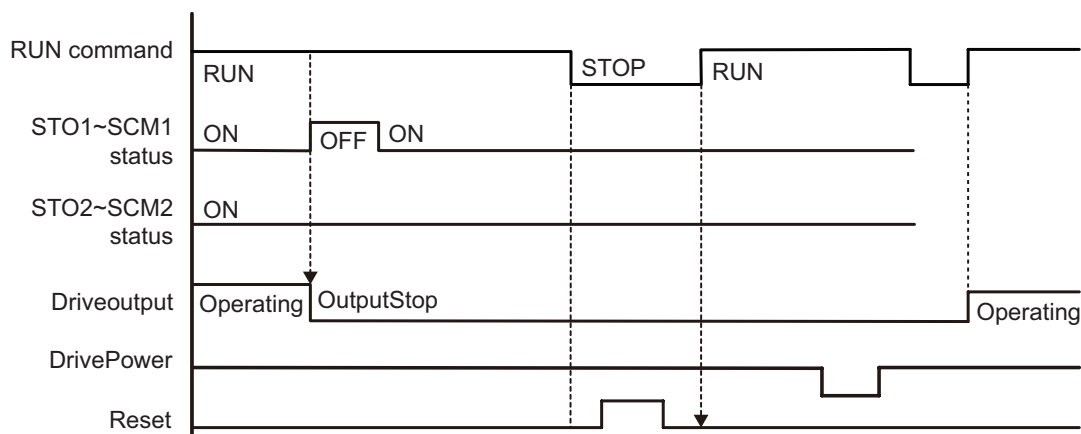 RUN command
RUN
STOP
RUN
STO1~SCM1
status
ON
OFF
ON
STO2~SCM2
status
ON
Driveoutput
Operating
OutputStop
Operating
DrivePower
Reset